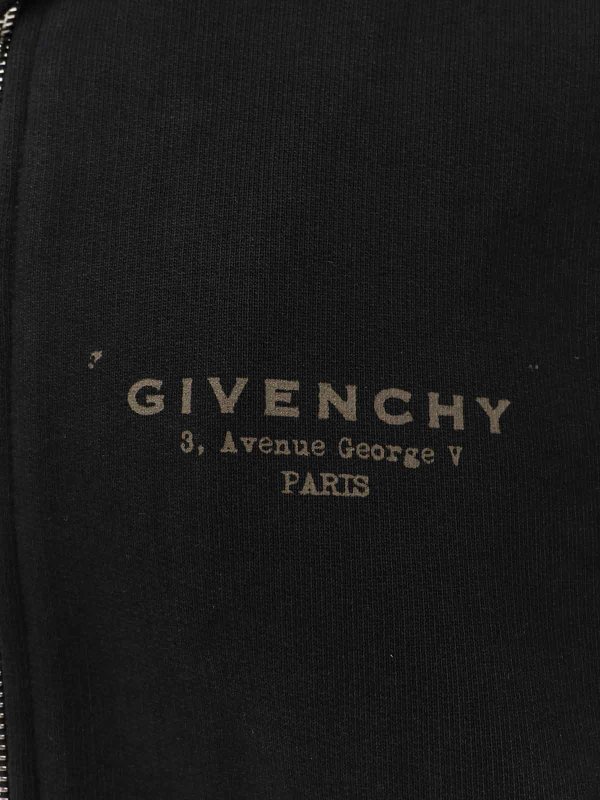 GIVENCHY
3, Avenue George V
PARIS